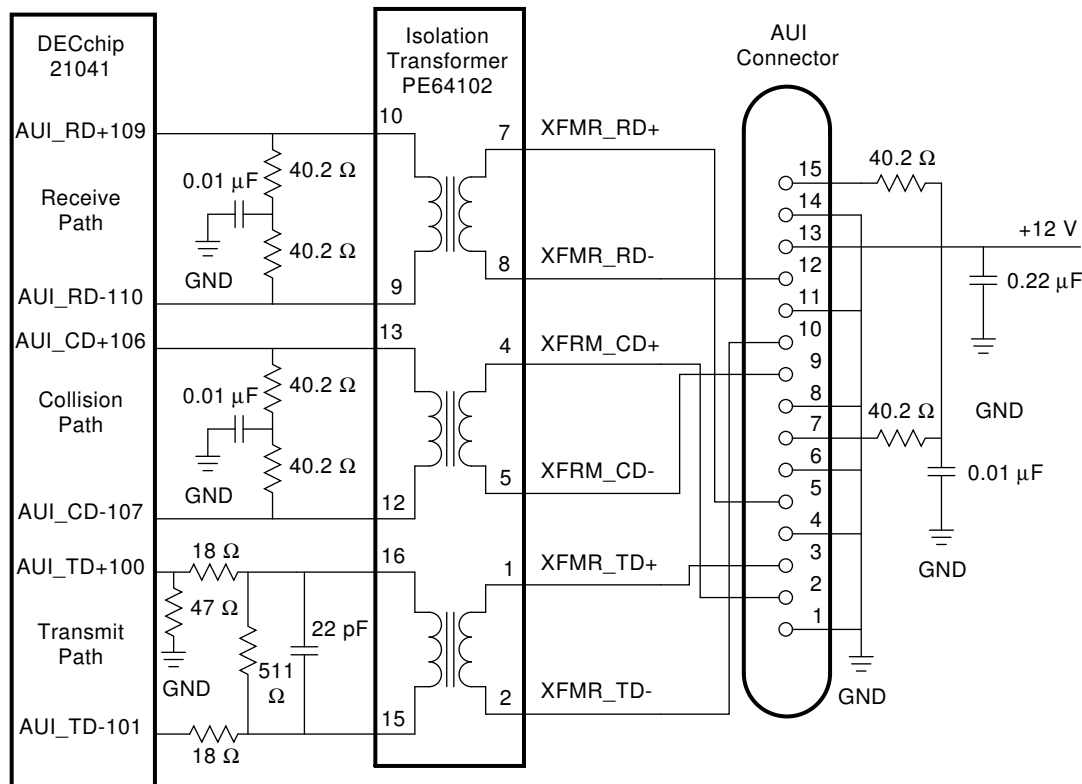 DECchip
21041
Isolation
Transformer
PE64102
AUI
Connector
AUI_RD+109
Receive
Path
AUI_RD-110
0.01 µF
40.2 Ω
40.2 Ω
GND
10
9
7
8
XFMR_RD+
XFMR_RD-
AUI_CD+106
Collision
Path
AUI_CD-107
0.01 µF
40.2 Ω
40.2 Ω
GND
13
12
4
5
XFRM_CD+
XFRM_CD-
AUI_TD+100
Transmit
Path
AUI_TD-101
18 Ω
47 Ω
GND
511
Ω
22 pF
18 Ω
16
15
1
2
XFMR_TD+
XFMR_TD-
15
14
13
12
11
10
9
8
7
6
5
4
3
2
1
40.2 Ω
+12 V
0.22 µF
GND
40.2 Ω
0.01 µF
GND
GND